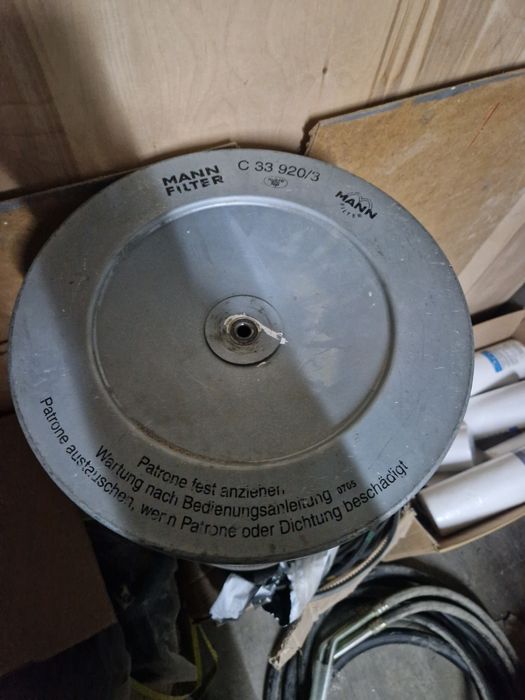 MANN
FILTER
C 33 920/3
MANN
FILTER
Patrone fest anziehen
Wartung nach Bedienungsanleitung 0705
Patrone austauschen, wenn Patrone oder Dichtung beschädigt